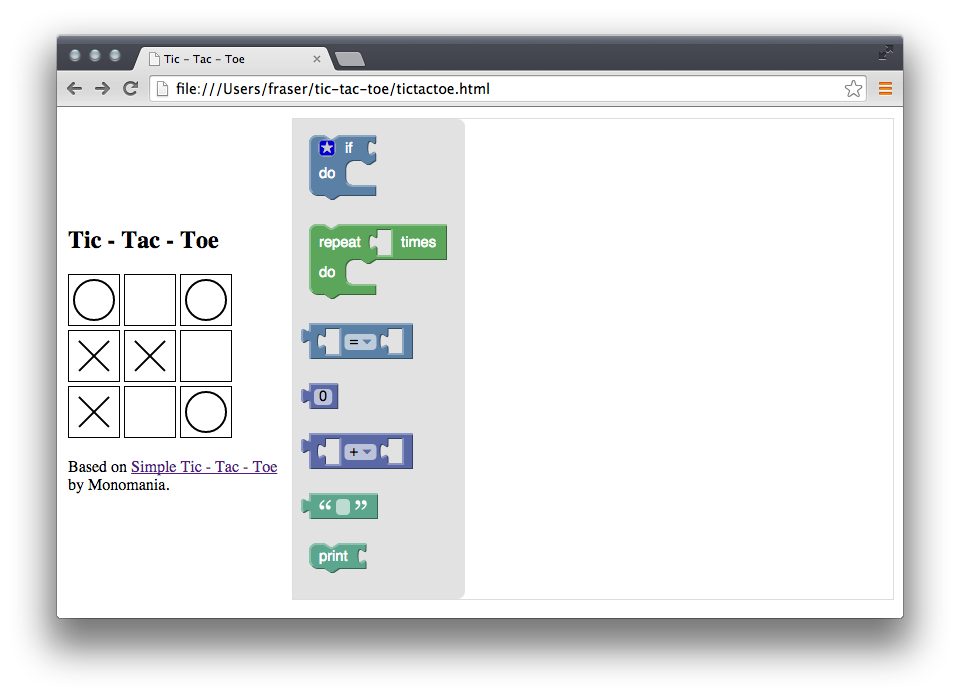 Tic - Tac - Toe
file:///Users/fraser/tic-tac-toe/tictactoe.html
Tic - Tac - Toe
Based on Simple Tic - Tac - Toe
by Monomania.
if
do
repeat times
do
=
0
+
“ ”
print